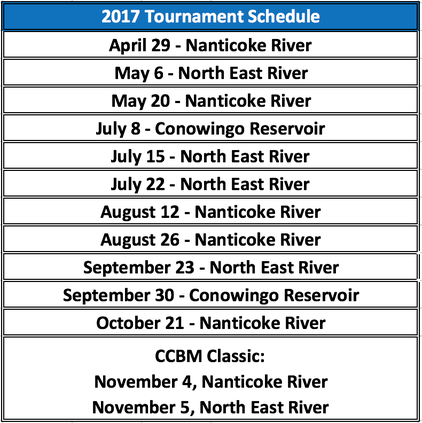 2017 Tournament Schedule
April 29 - Nanticoke River
May 6 - North East River
May 20 - Nanticoke River
July 8 - Conowingo Reservoir
July 15 - North East River
July 22 - North East River
August 12 - Nanticoke River
August 26 - Nanticoke River
September 23 - North East River
September 30 - Conowingo Reservoir
October 21 - Nanticoke River
CCBM Classic:
November 4, Nanticoke River
November 5, North East River